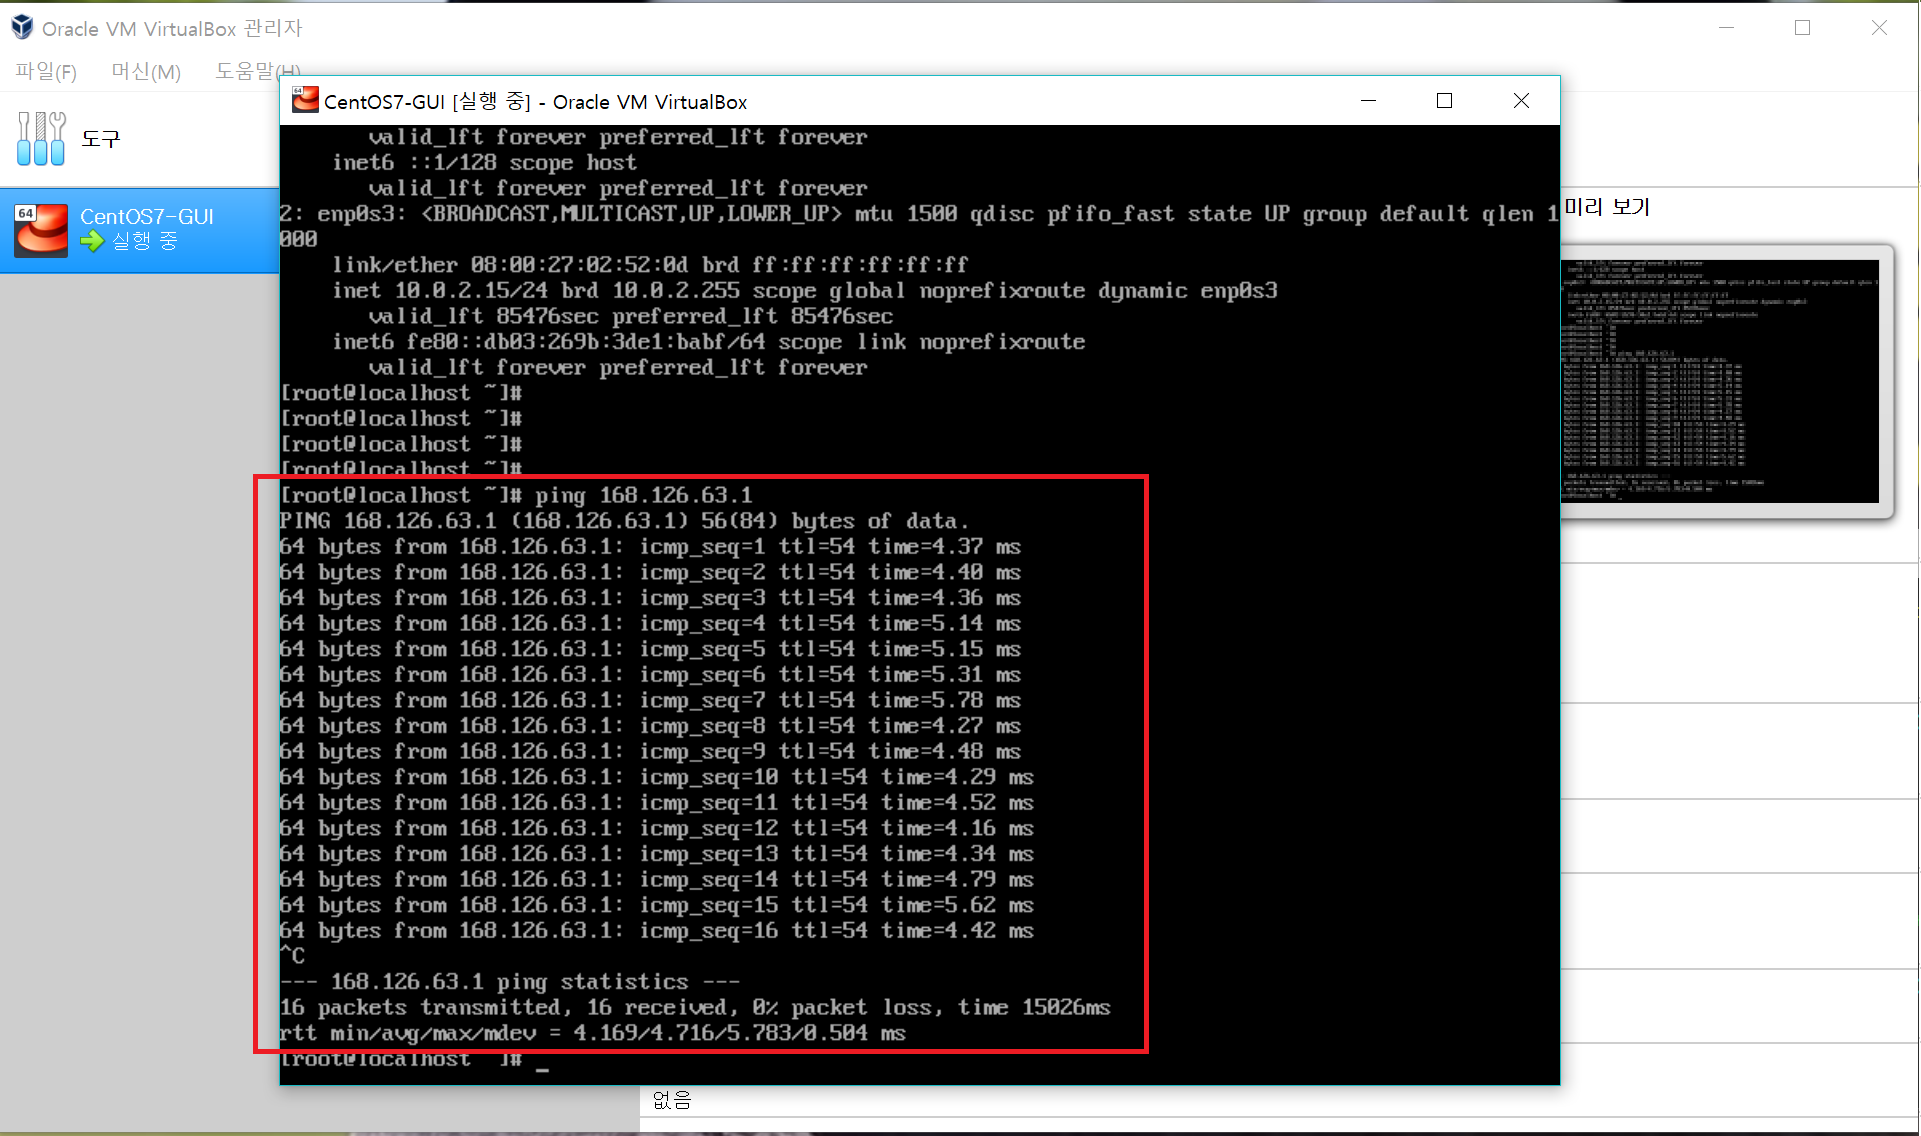 Oracle VM VirtualBox 관리자
파일(F) 머신(M) 도움말(H)
도구
64 CentOS7-GUI
실행 중
미리 보기
CentOS7-GUI [실행 중] - Oracle VM VirtualBox
valid_lft forever preferred_lft forever
inet6 ::1/128 scope host
valid_lft forever preferred_lft forever
2: enp0s3: <BROADCAST,MULTICAST,UP,LOWER_UP> mtu 1500 qdisc pfifo_fast state UP group default qlen 1
000
link/ether 08:00:27:02:52:0d brd ff:ff:ff:ff:ff:ff
inet 10.0.2.15/24 brd 10.0.2.255 scope global noprefixroute dynamic enp0s3
valid_lft 85476sec preferred_lft 85476sec
inet6 fe80::db03:269b:3de1:babf/64 scope link noprefixroute
valid_lft forever preferred_lft forever
[root@localhost ~]#
[root@localhost ~]#
[root@localhost ~]#
[root@localhost ~]#
[root@localhost ~]# ping 168.126.63.1
PING 168.126.63.1 (168.126.63.1) 56(84) bytes of data.
64 bytes from 168.126.63.1: icmp_seq=1 ttl=54 time=4.37 ms
64 bytes from 168.126.63.1: icmp_seq=2 ttl=54 time=4.40 ms
64 bytes from 168.126.63.1: icmp_seq=3 ttl=54 time=4.36 ms
64 bytes from 168.126.63.1: icmp_seq=4 ttl=54 time=5.14 ms
64 bytes from 168.126.63.1: icmp_seq=5 ttl=54 time=5.15 ms
64 bytes from 168.126.63.1: icmp_seq=6 ttl=54 time=5.31 ms
64 bytes from 168.126.63.1: icmp_seq=7 ttl=54 time=5.78 ms
64 bytes from 168.126.63.1: icmp_seq=8 ttl=54 time=4.27 ms
64 bytes from 168.126.63.1: icmp_seq=9 ttl=54 time=4.48 ms
64 bytes from 168.126.63.1: icmp_seq=10 ttl=54 time=4.29 ms
64 bytes from 168.126.63.1: icmp_seq=11 ttl=54 time=4.52 ms
64 bytes from 168.126.63.1: icmp_seq=12 ttl=54 time=4.16 ms
64 bytes from 168.126.63.1: icmp_seq=13 ttl=54 time=4.34 ms
64 bytes from 168.126.63.1: icmp_seq=14 ttl=54 time=4.79 ms
64 bytes from 168.126.63.1: icmp_seq=15 ttl=54 time=5.62 ms
64 bytes from 168.126.63.1: icmp_seq=16 ttl=54 time=4.42 ms
^C
--- 168.126.63.1 ping statistics ---
16 packets transmitted, 16 received, 0% packet loss, time 15026ms
rtt min/avg/max/mdev = 4.169/4.716/5.783/0.504 ms
[root@localhost ]# _
없음